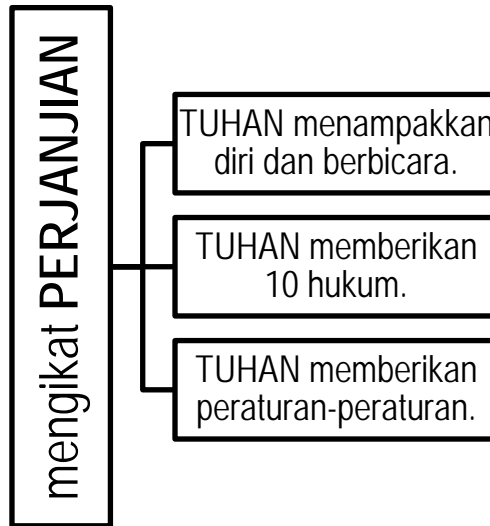 mengikat PERJANJIAN
TUHAN menampakkan
diri dan berbicara.
TUHAN memberikan
10 hukum.
TUHAN memberikan
peraturan-peraturan.